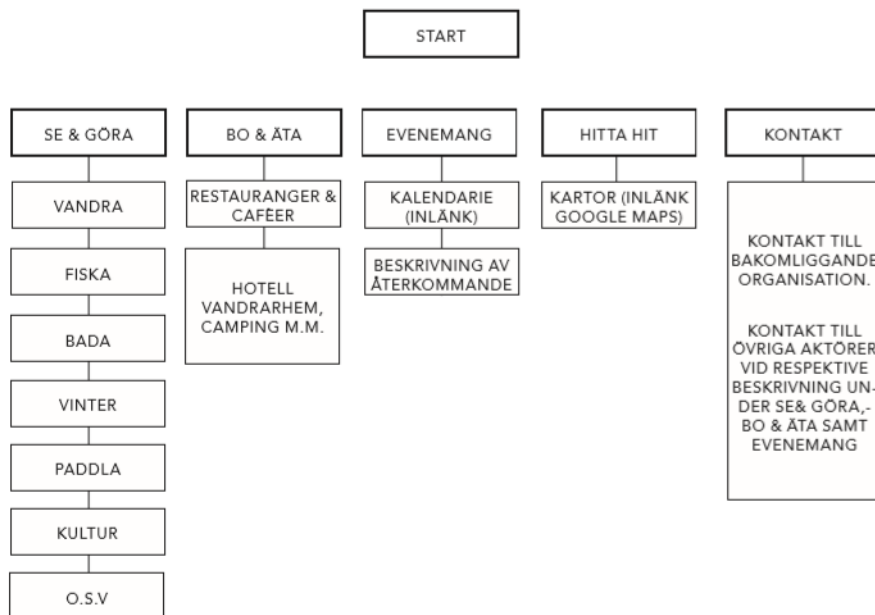 START
SE & GÖRA
BO & ÄTA
EVENEMANG
HITTA HIT
KONTAKT
VANDRA
FISKA
BADA
VINTER
PADDLA
KULTUR
O.S.V
RESTAURANGER &
CAFÈER
HOTELL
VANDRARHEM,
CAMPING M.M.
KALENDARIE
(INLÄNK)
BESKRIVNING AV
ÅTERKOMMANDE
KARTOR (INLÄNK
GOOGLE MAPS)
KONTAKT TILL
BAKOMLIGGANDE
ORGANISATION.
KONTAKT TILL
ÖVRIGA AKTÖRER
VID RESPEKTIVE
BESKRIVNING UN-
DER SE& GÖRA,-
BO & ÄTA SAMT
EVENEMANG